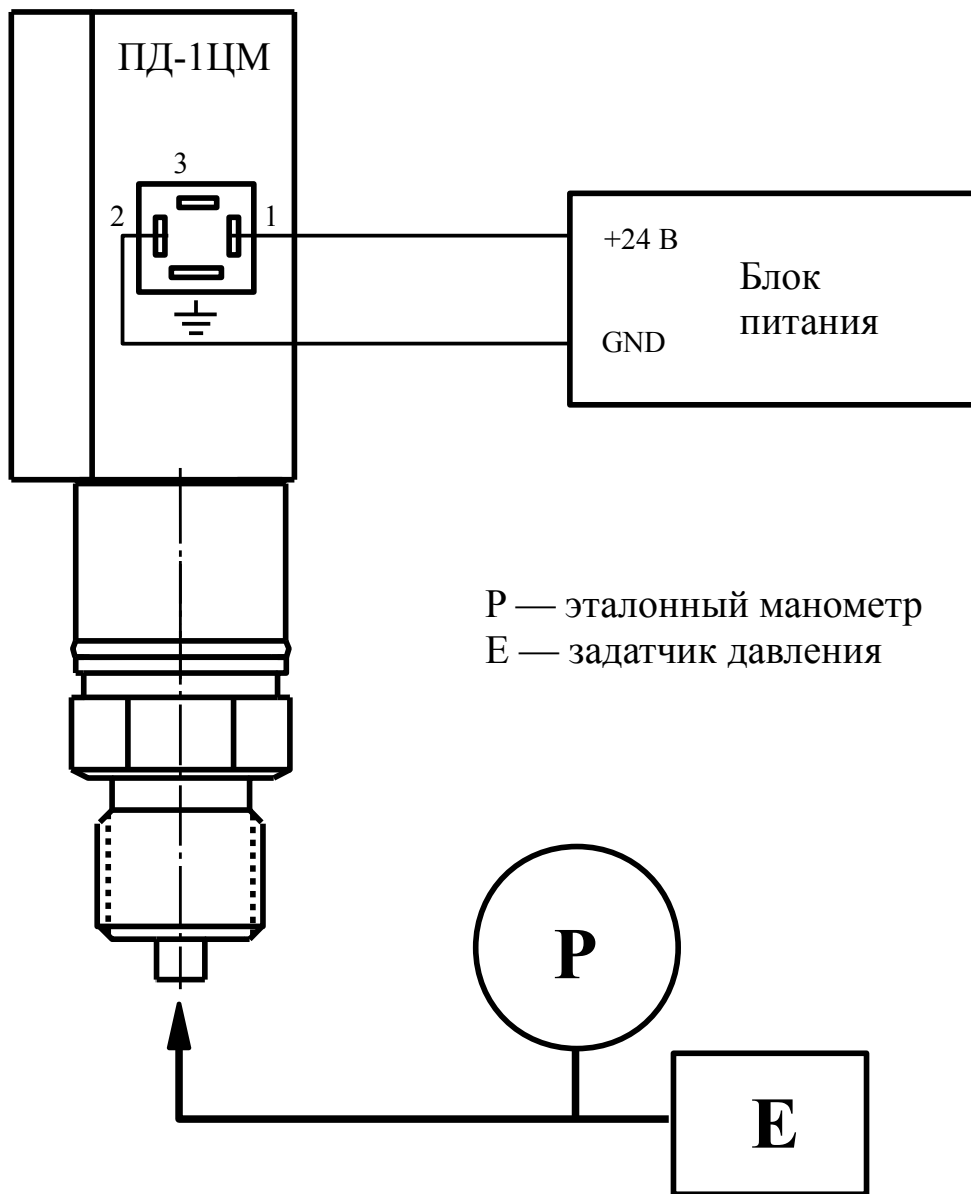 ПД-1ЦМ
3
2
1
+24 В
Блок
питания
GND
P — эталонный манометр
E — задатчик давления
P
E